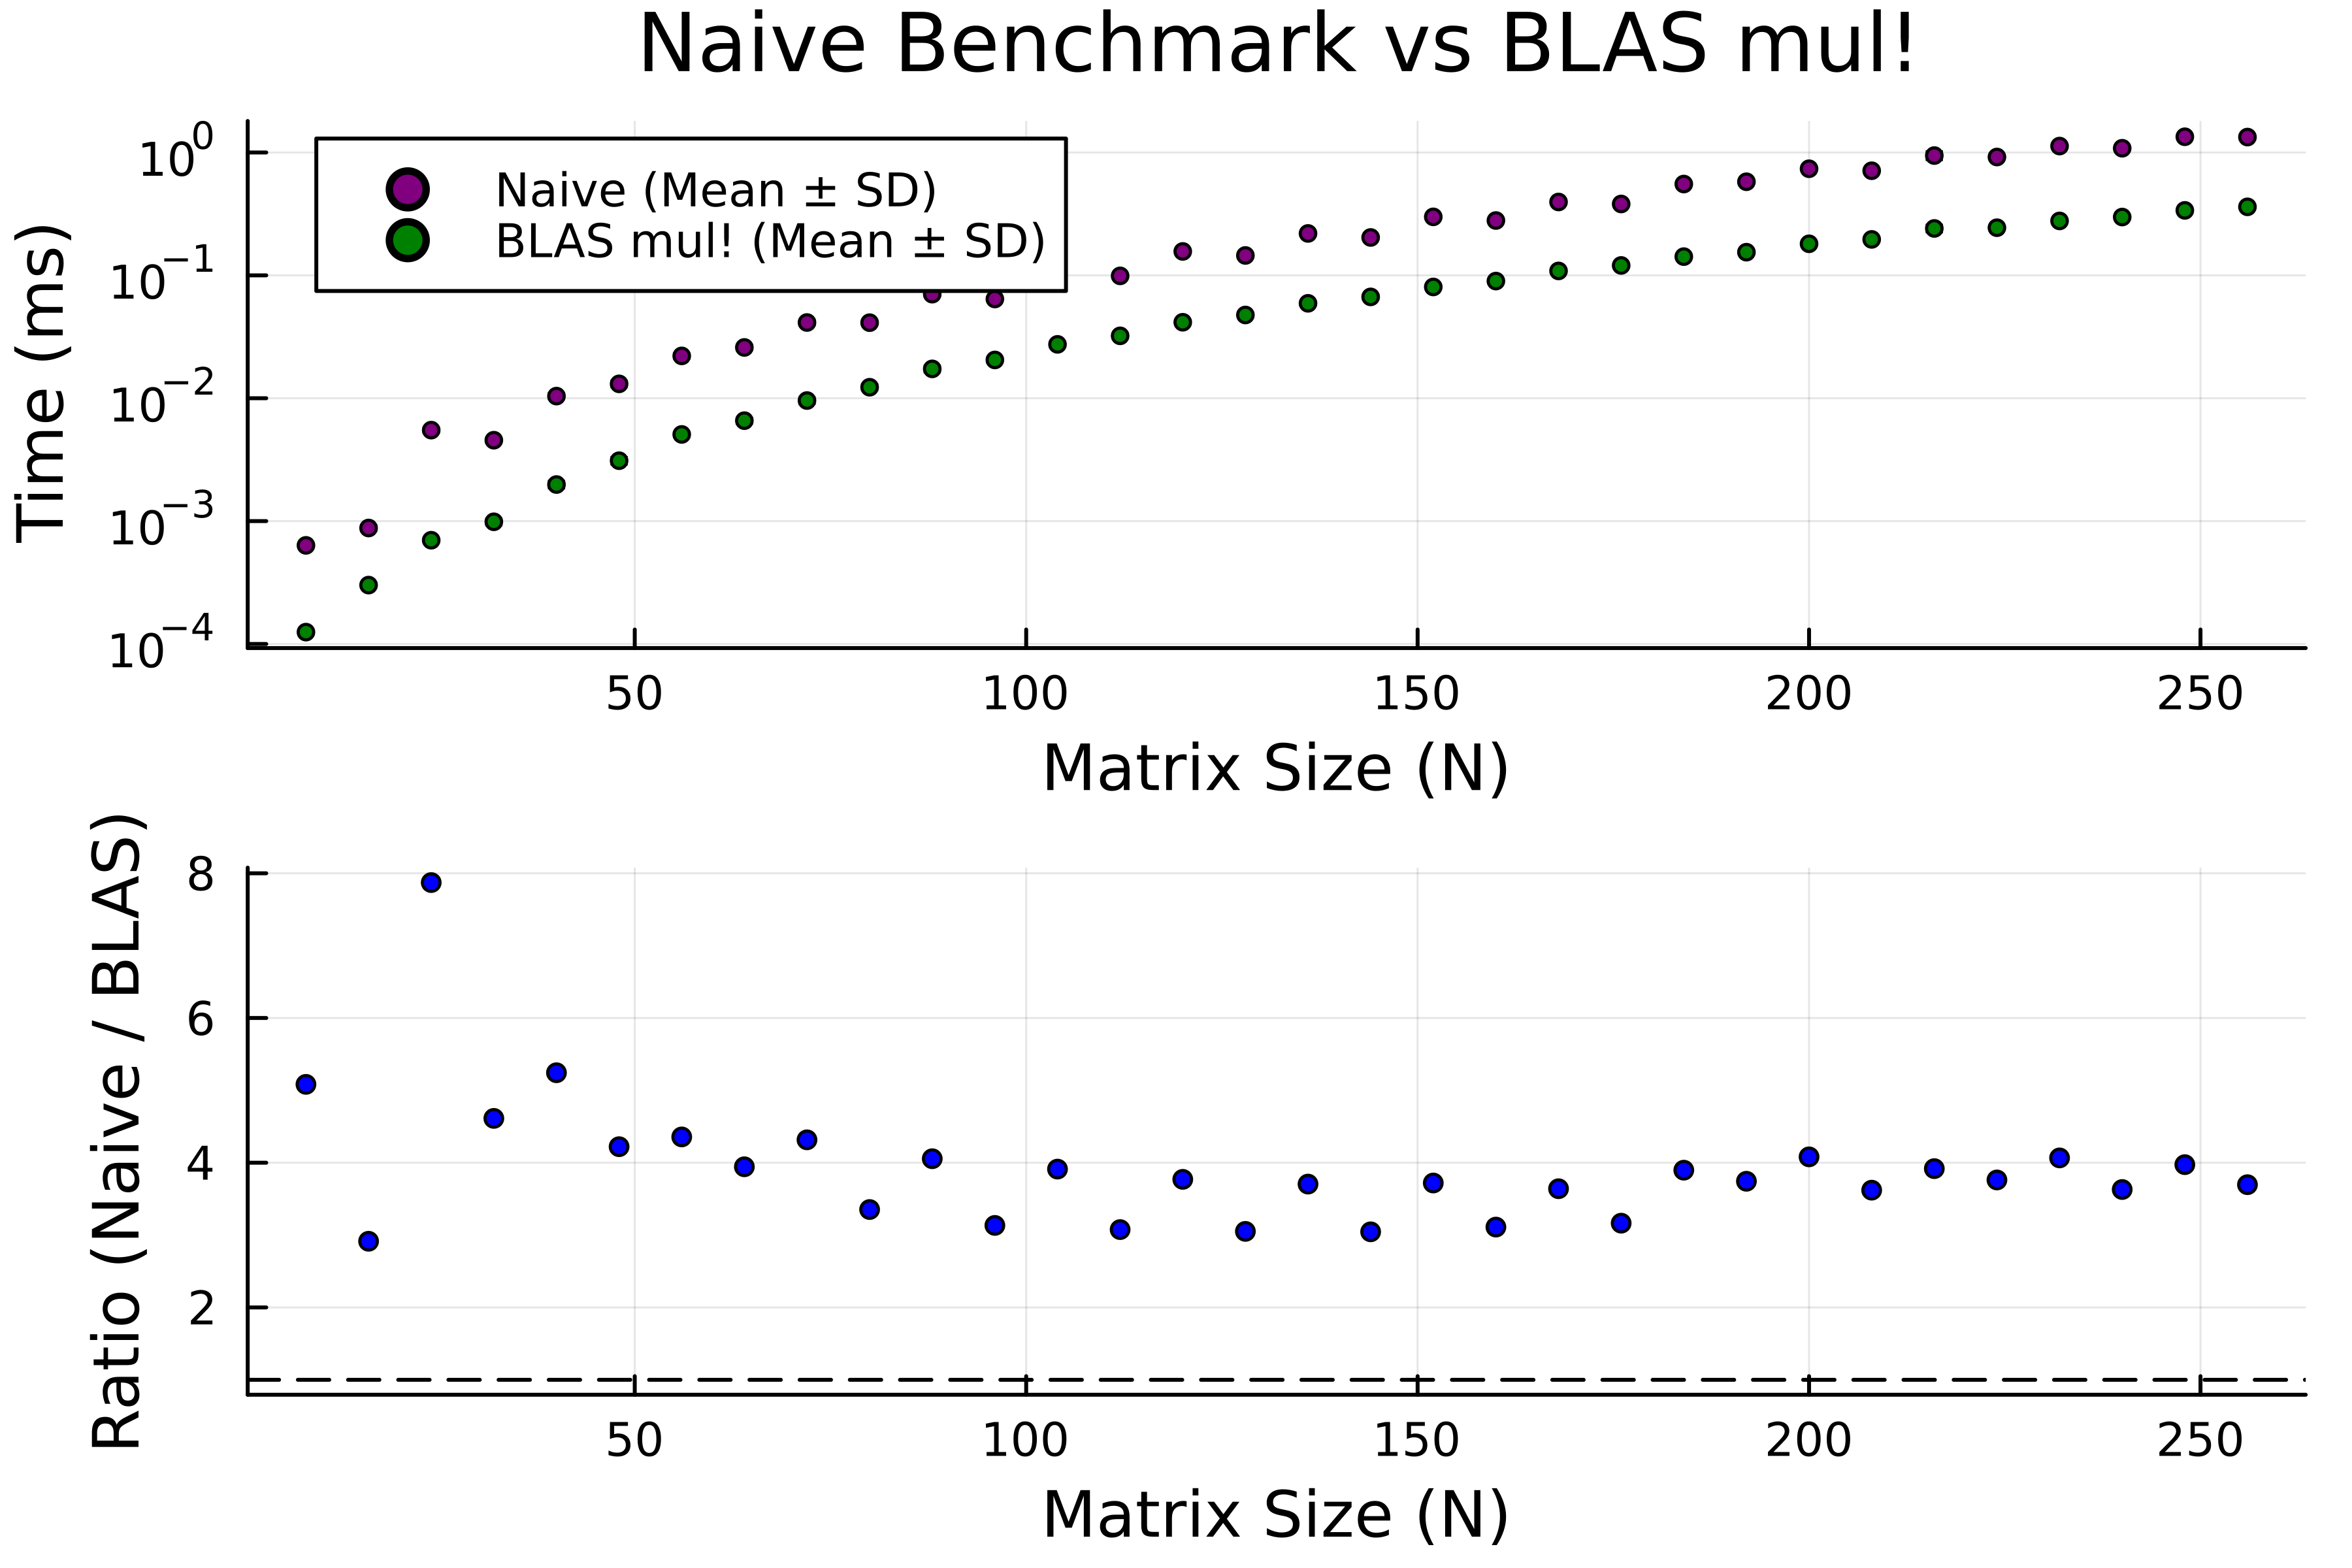 Naive Benchmark vs BLAS mul!
Time (ms)
10⁰
10⁻¹
10⁻²
10⁻³
10⁻⁴
Naive (Mean ± SD)
BLAS mul! (Mean ± SD)
50 100 150 200 250
Matrix Size (N)
Ratio (Naive / BLAS)
8
6
4
2
50 100 150 200 250
Matrix Size (N)